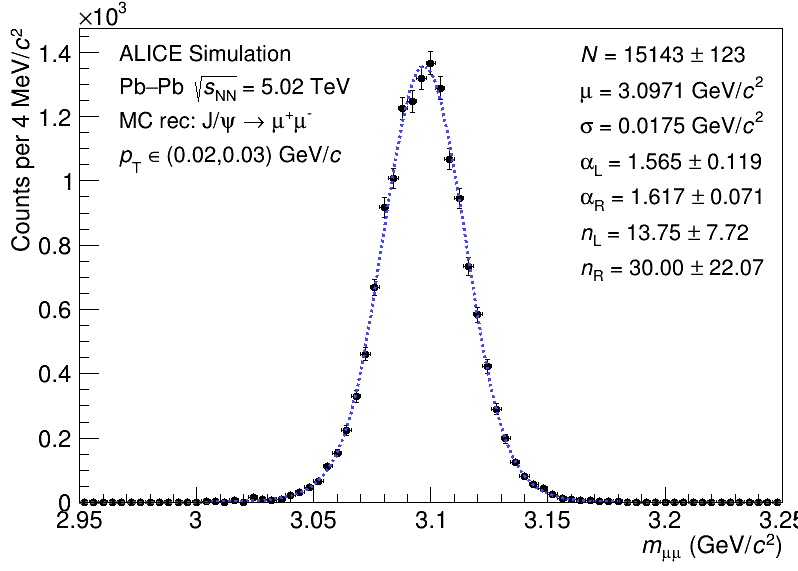 ×10³
ALICE Simulation
Pb–Pb √s_NN = 5.02 TeV
MC rec: J/ψ → μ⁺μ⁻
p_T ∈ (0.02,0.03) GeV/c
N = 15143 ± 123
μ = 3.0971 GeV/c²
σ = 0.0175 GeV/c²
α_L = 1.565 ± 0.119
α_R = 1.617 ± 0.071
n_L = 13.75 ± 7.72
n_R = 30.00 ± 22.07
Counts per 4 MeV/c²
1.4
1.2
1
0.8
0.6
0.4
0.2
0
2.95 3 3.05 3.1 3.15 3.2 3.25
m_μμ (GeV/c²)